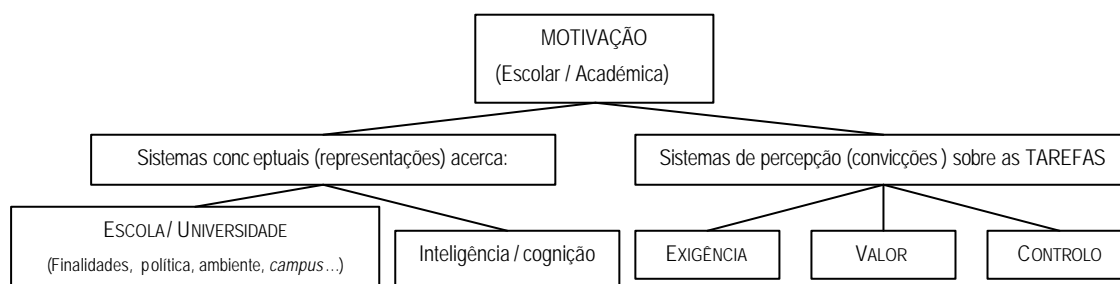 MOTIVAÇÃO
(Escolar / Académica)
Sistemas conc eptuais (representações) acerca:
Sistemas de percepção (convicções ) sobre as TAREFAS
ESCOLA / UNIVERSIDADE
(Finalidades, política, ambiente, campus ...)
Inteligência / cognição
EXIGÊNCIA
VALOR
CONTROLO